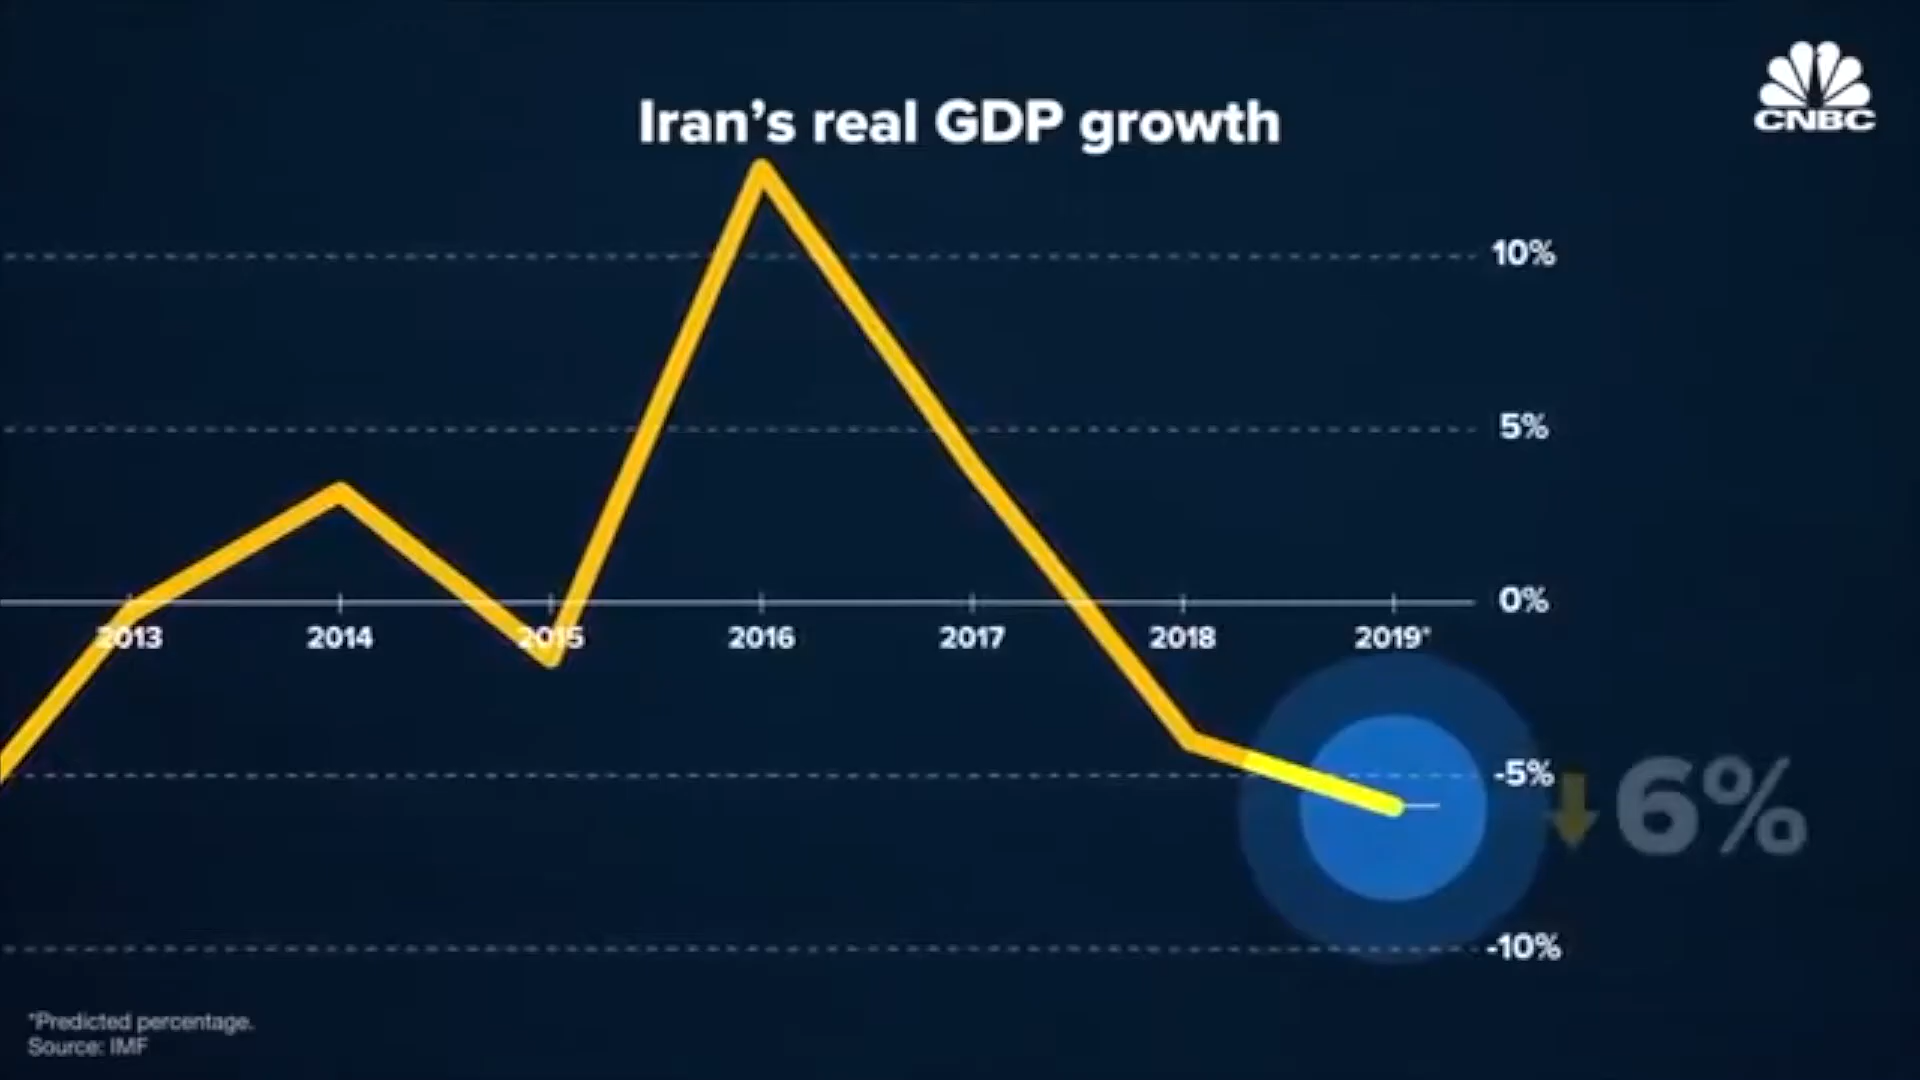 CNBC
Iran's real GDP growth
10%
5%
0%
2013 2014 2015 2016 2017 2018 2019*
-5%
6%
-10%
*Predicted percentage.
Source: IMF